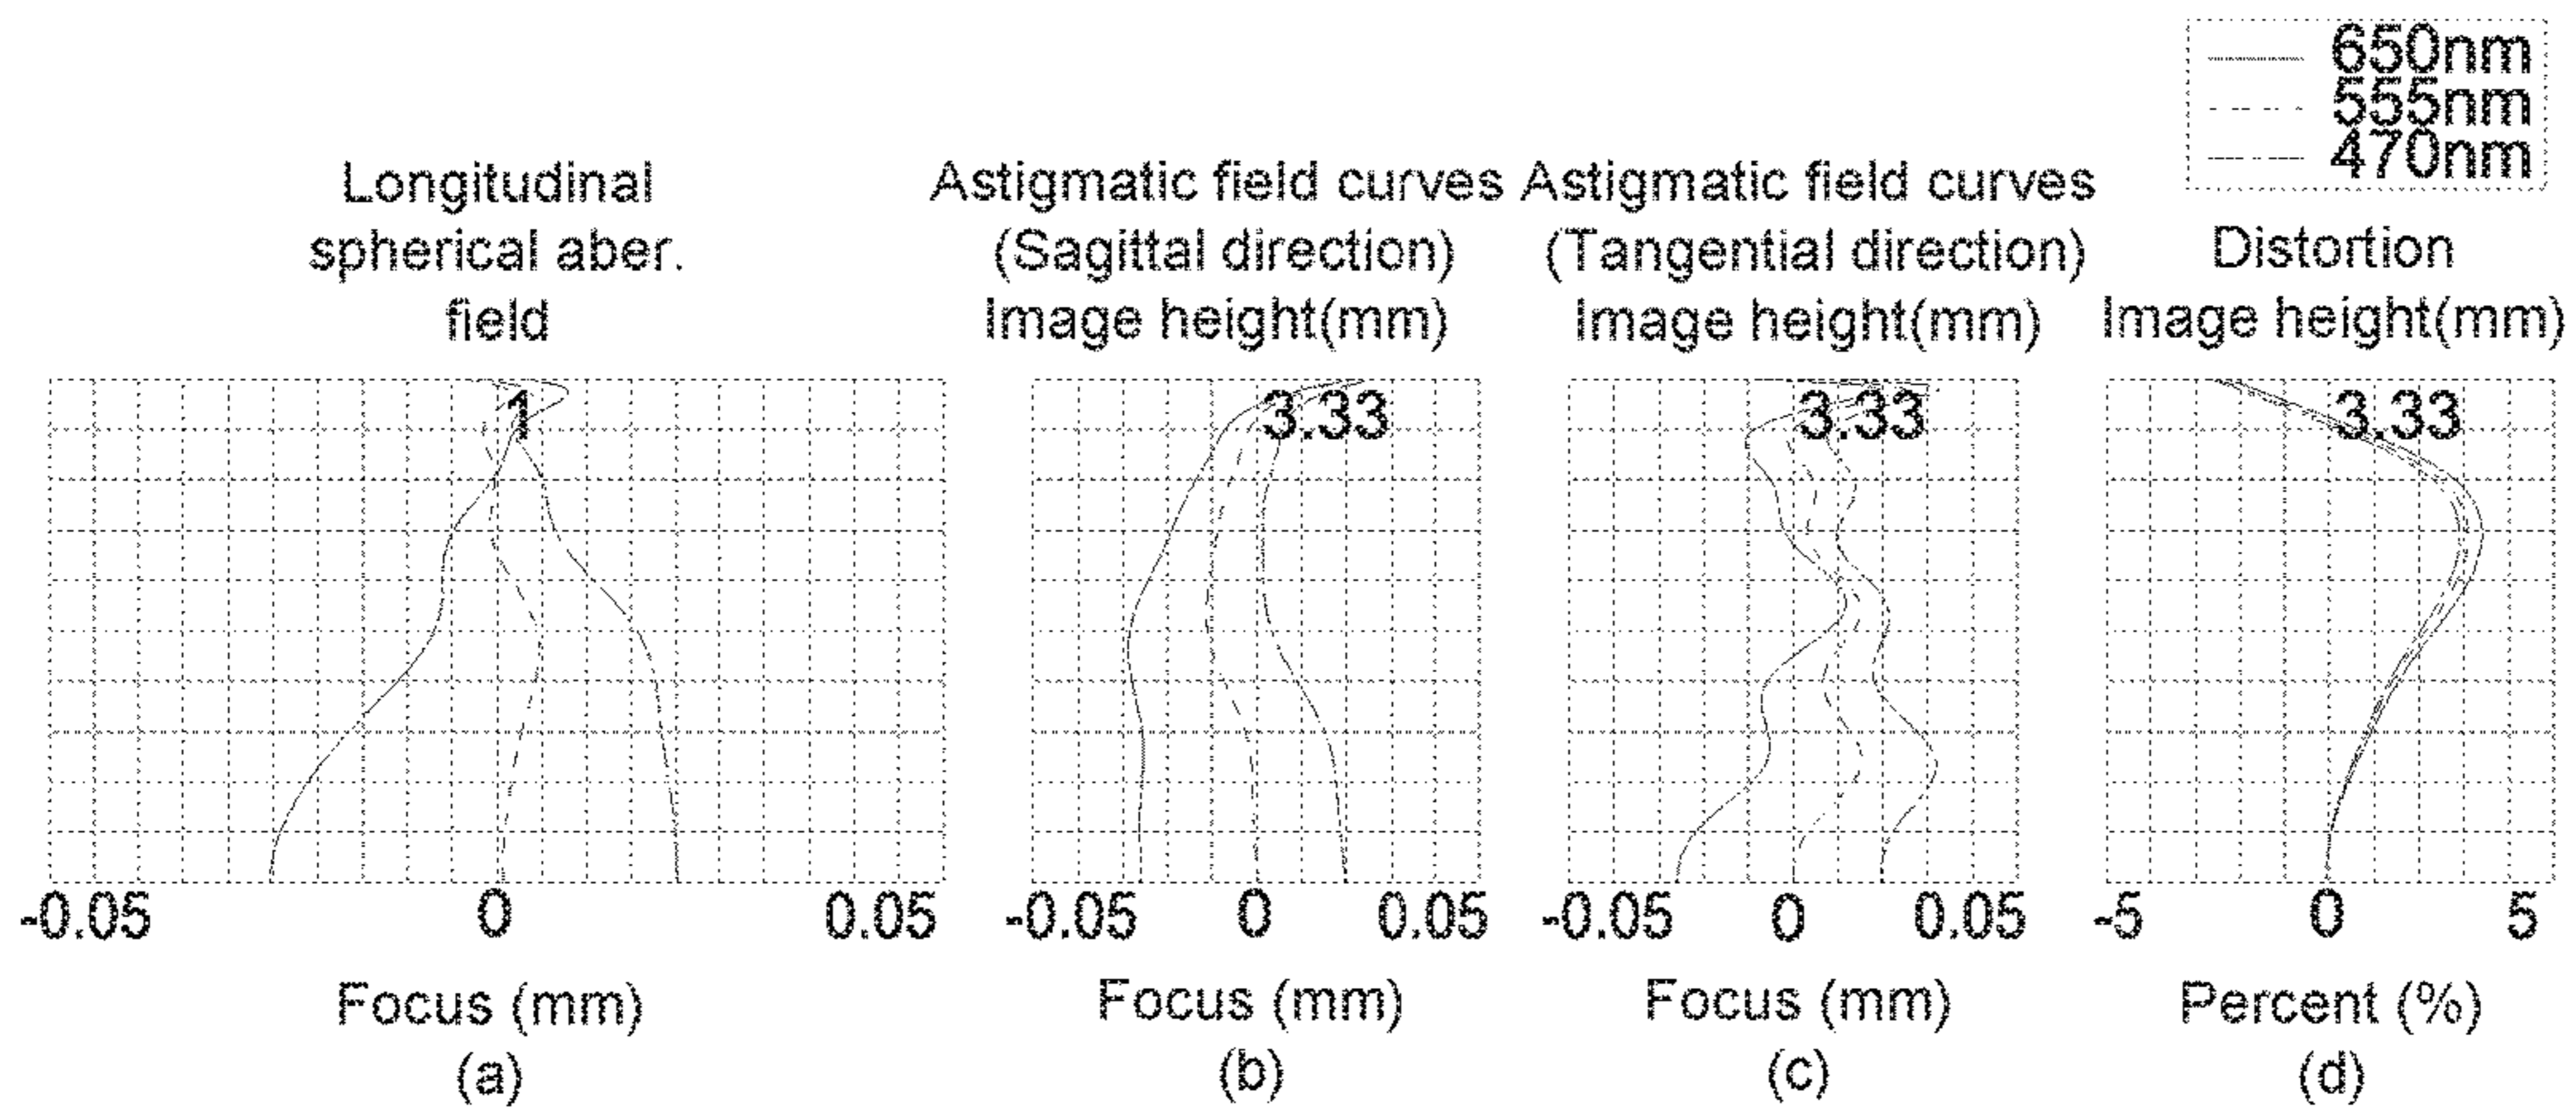 650nm
555nm
470nm
Longitudinal
spherical aber.
field
Astigmatic field curves
(Sagittal direction)
Image height(mm)
Astigmatic field curves
(Tangential direction)
Image height(mm)
Distortion
Image height(mm)
1
3.33
3.33
3.33
-0.05 0 0.05
-0.05 0 0.05
-0.05 0 0.05
-5 0 5
Focus (mm)
Focus (mm)
Focus (mm)
Percent (%)
(a)
(b)
(c)
(d)